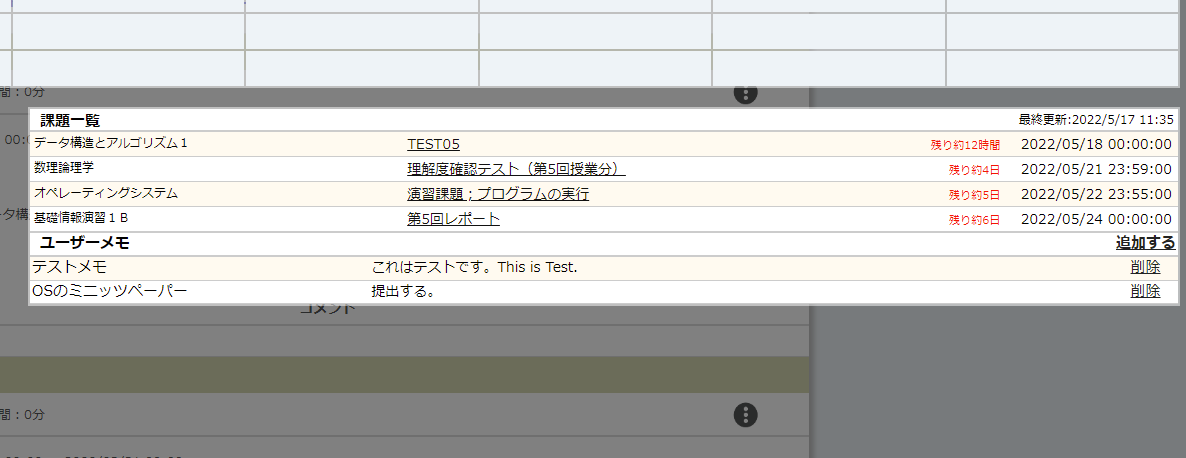 間：0分
課題一覧 最終更新:2022/5/17 11:35
データ構造とアルゴリズム１ TEST05 残り約12時間 2022/05/18 00:00:00
数理論理学 理解度確認テスト（第5回授業分） 残り約4日 2022/05/21 23:59:00
オペレーティングシステム 演習課題；プログラムの実行 残り約5日 2022/05/22 23:55:00
基礎情報演習１Ｂ 第5回レポート 残り約6日 2022/05/24 00:00:00
ユーザーメモ 追加する
テストメモ これはテストです。This is Test. 削除
OSのミニッツペーパー 提出する。 削除
コメント
間：0分